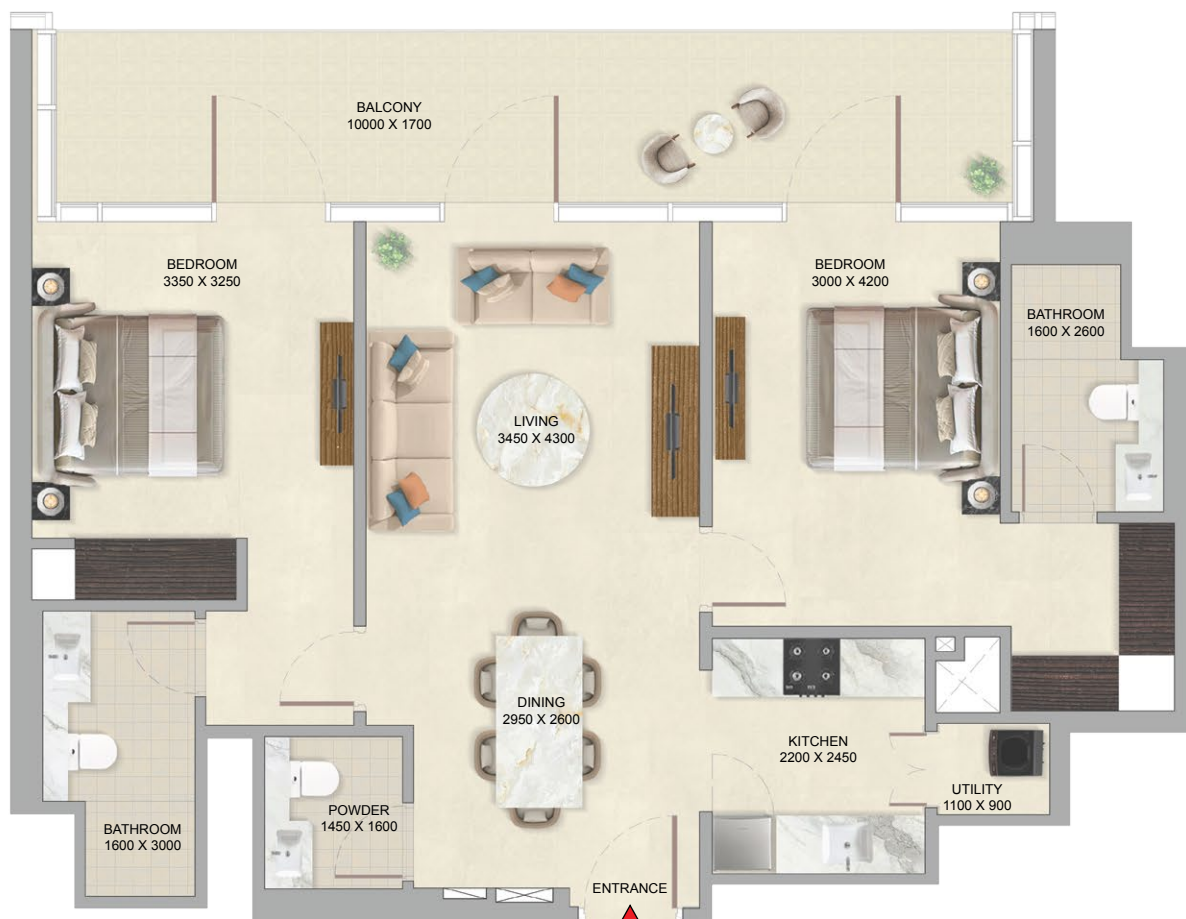 BALCONY
10000 X 1700
BEDROOM
3350 X 3250
BEDROOM
3000 X 4200
BATHROOM
1600 X 2600
LIVING
3450 X 4300
DINING
2950 X 2600
KITCHEN
2200 X 2450
UTILITY
1100 X 900
POWDER
1450 X 1600
BATHROOM
1600 X 3000
ENTRANCE